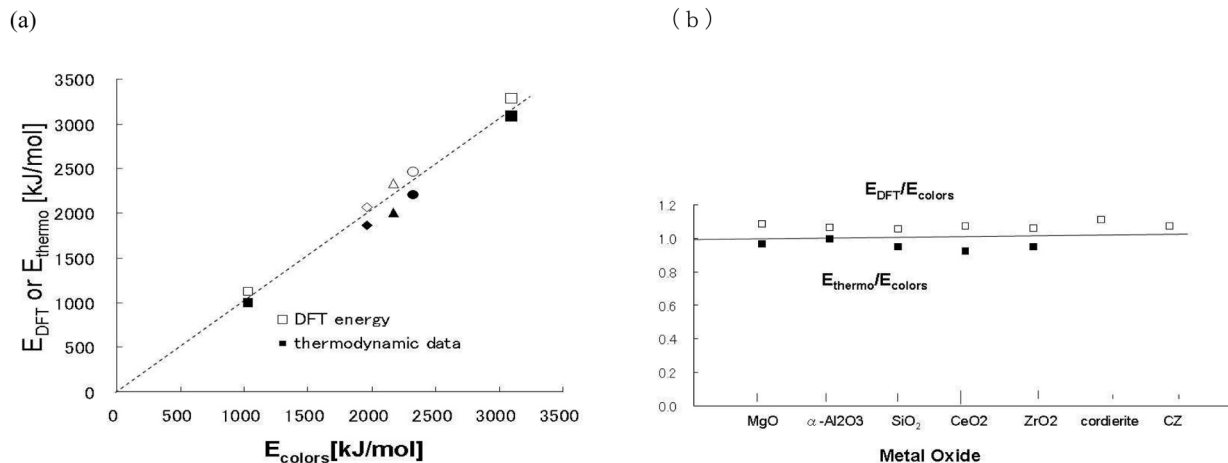 (a)
(b)
3500
3000
2500
2000
1500
1000
500
0
E_DFT or E_thermo [kJ/mol]
□ DFT energy
■ thermodynamic data
0 500 1000 1500 2000 2500 3000 3500
E_colors[kJ/mol]
E_DFT/E_colors
1.2
1.0
0.8
0.6
0.4
0.2
0.0
E_thermo/E_colors
MgO α-Al2O3 SiO₂ CeO2 ZrO2 cordierite CZ
Metal Oxide